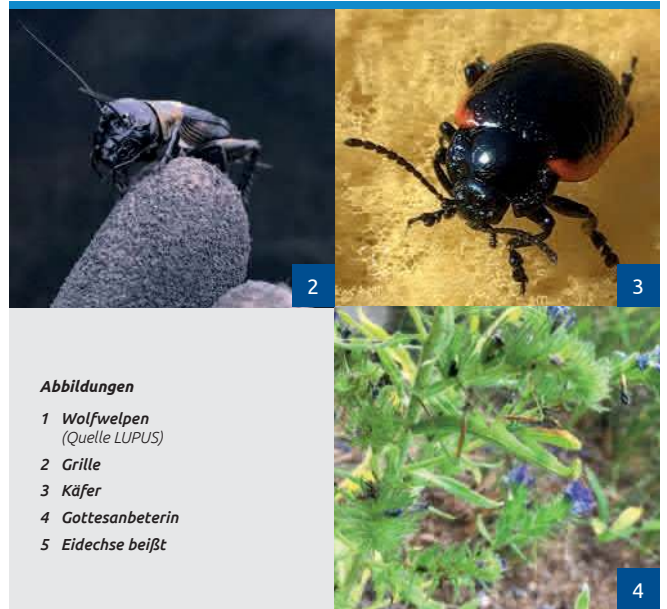 2
3
Abbildungen
1 Wolfwelpen
(Quelle LUPUS)
2 Grille
3 Käfer
4 Gottesanbeterin
5 Eidechse beißt
4